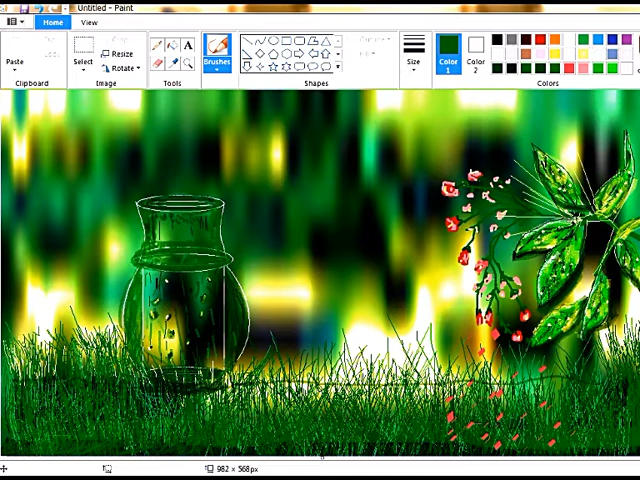 Untitled - Paint
Home View
Paste
Select
Resize
Rotate
A
Brushes
Size
Color 1
Color 2
Clipboard Image Tools Shapes Colors
982 × 568px